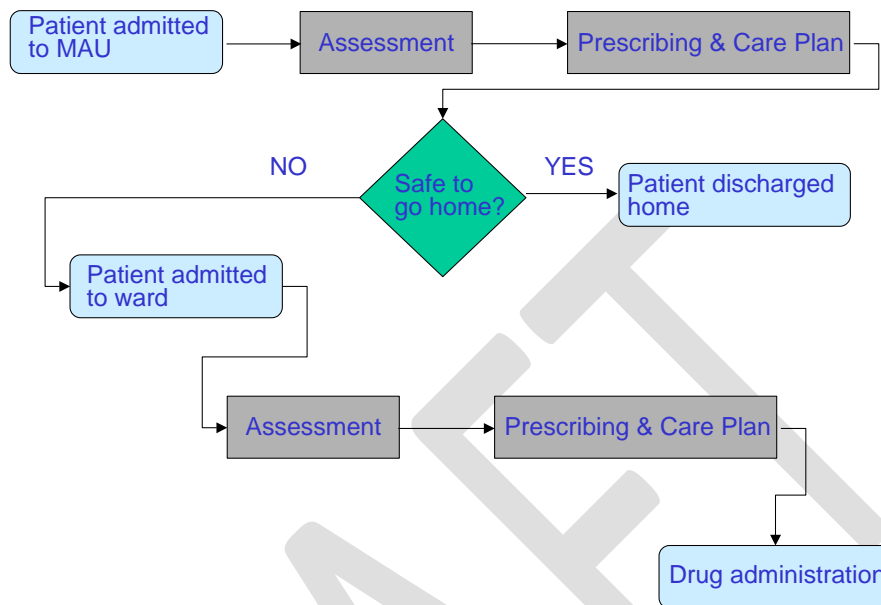 Patient admitted
to MAU
Assessment
Prescribing & Care Plan
NO
YES
Safe to
go home?
Patient discharged
home
Patient admitted
to ward
Assessment
Prescribing & Care Plan
Drug administration